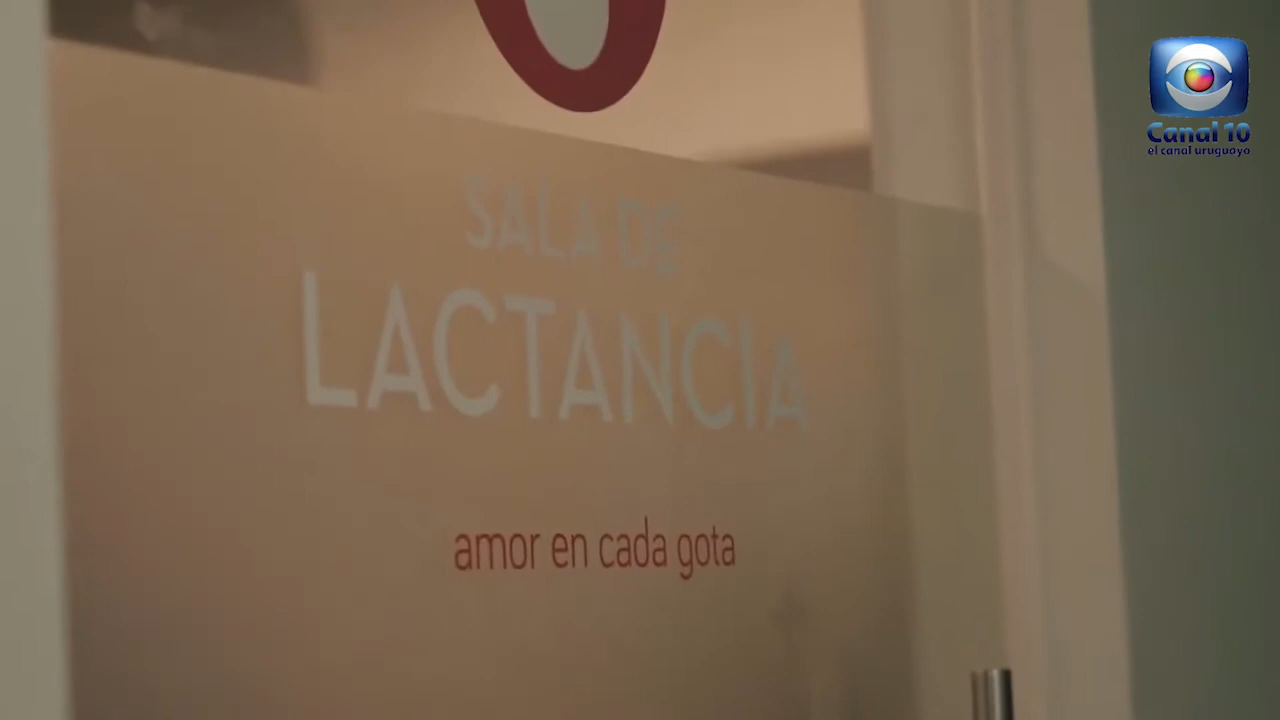 SALA DE
LACTANCIA
amor en cada gota
Canal 10
el canal uruguayo